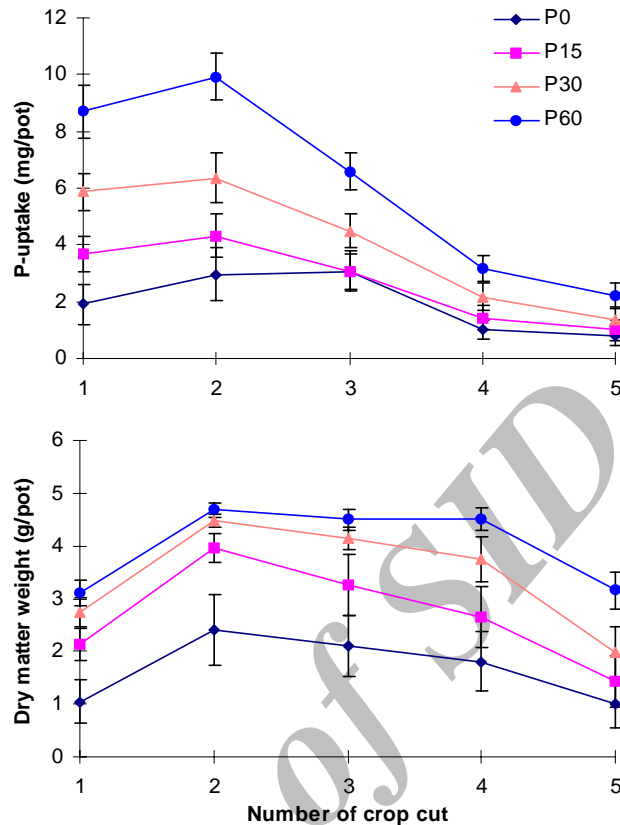 P-uptake (mg/pot)
12
10
8
6
4
2
0
1 2 3 4 5
P0
P15
P30
P60
Dry matter weight (g/pot)
6
5
4
3
2
1
0
1 2 3 4 5
Number of crop cut
of SID